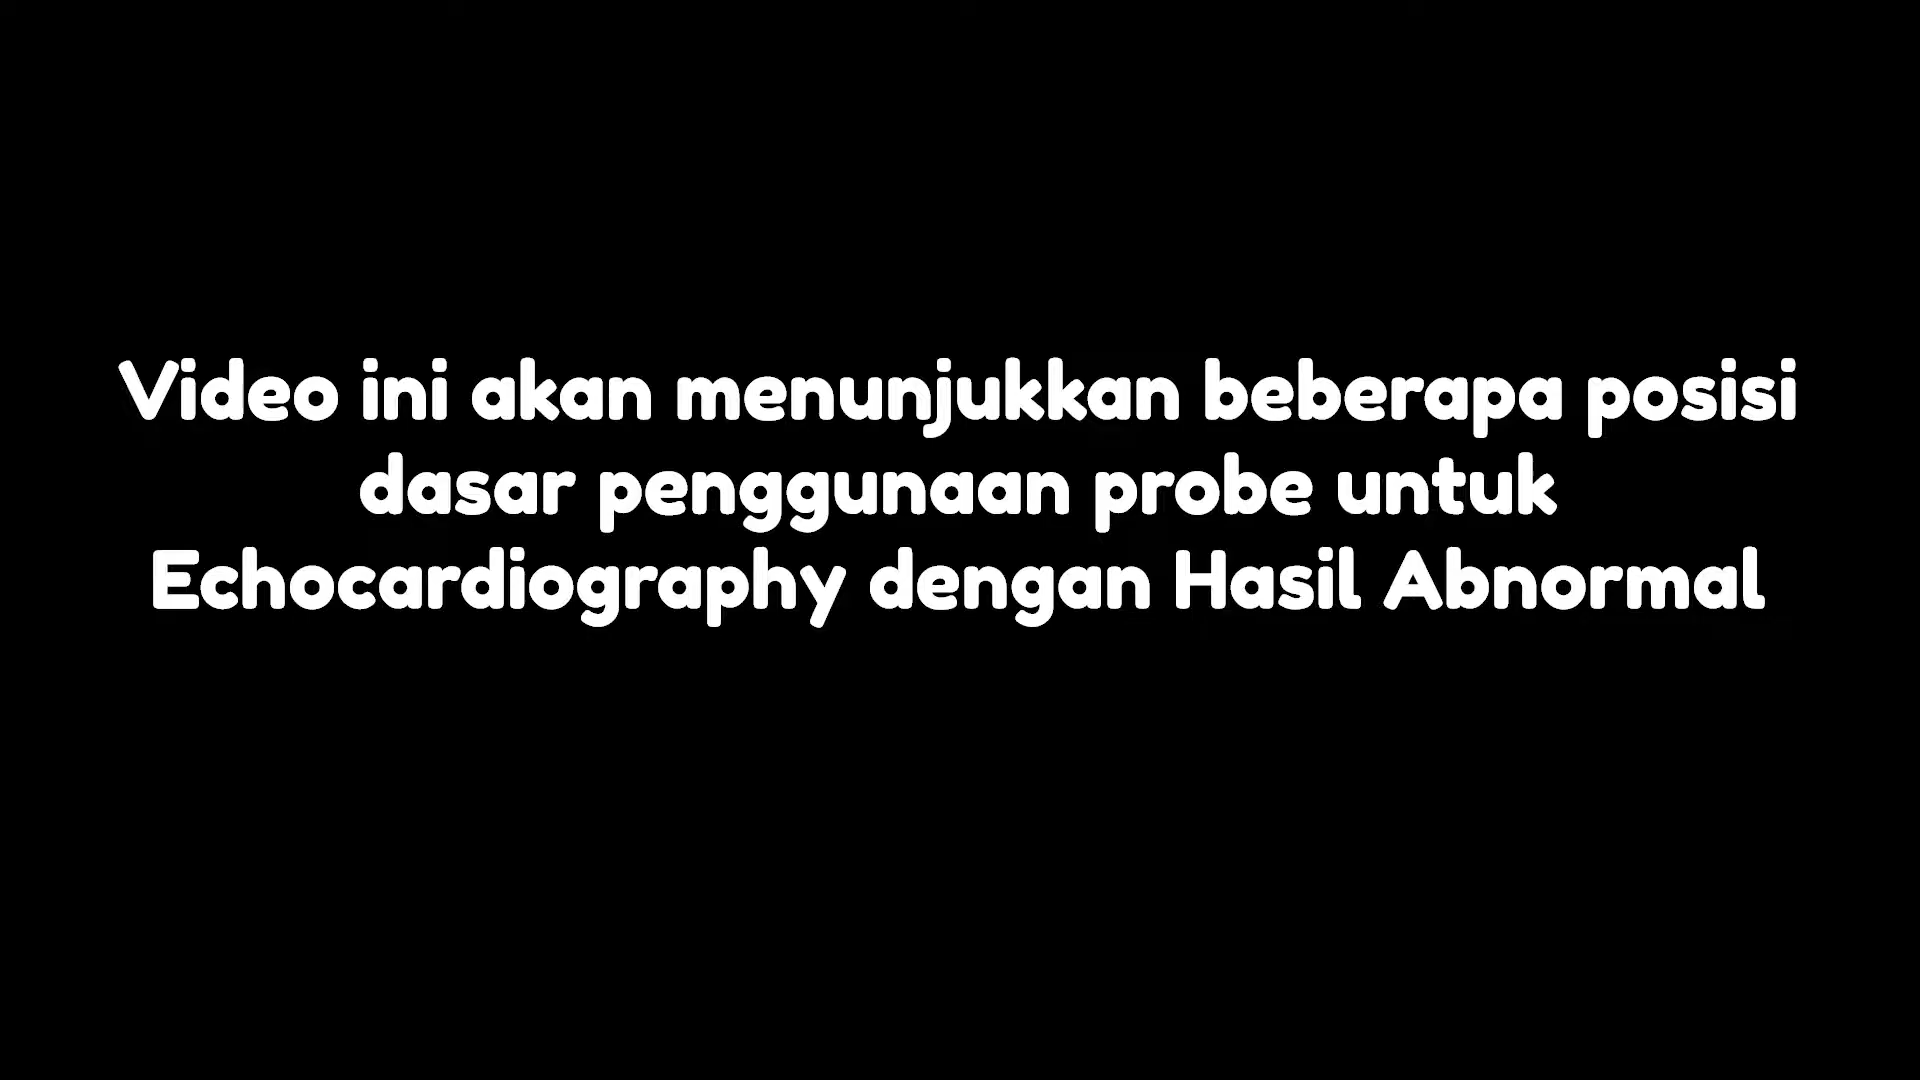 Video ini akan menunjukkan beberapa posisi
dasar penggunaan probe untuk
Echocardiography dengan Hasil Abnormal